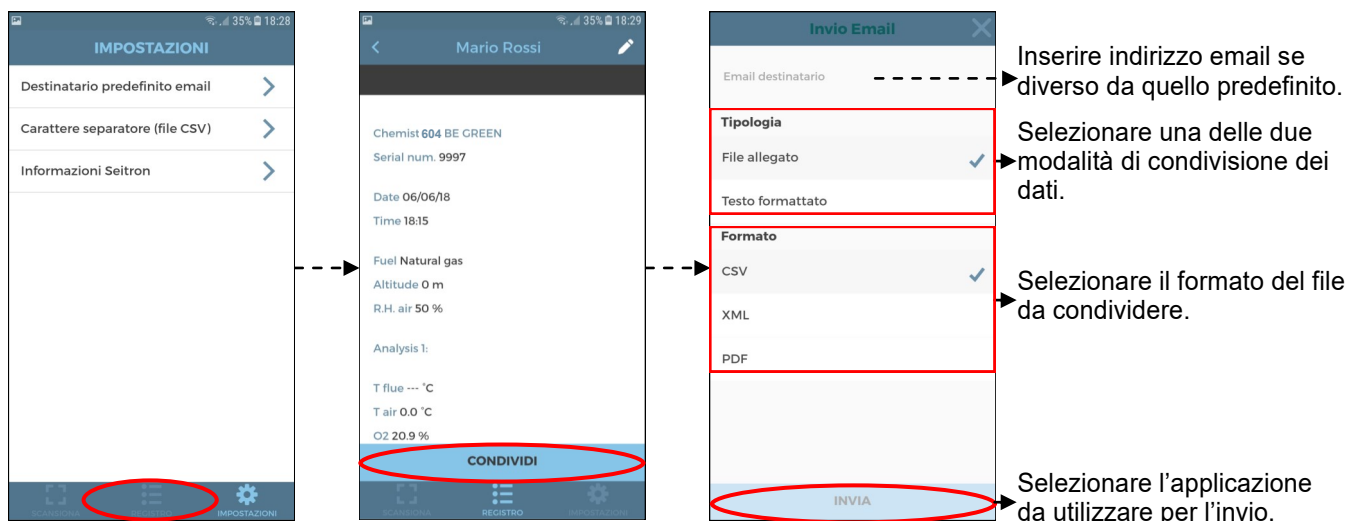 35% 18:28
IMPOSTAZIONI
Destinatario predefinito email
Carattere separatore (file CSV)
Informazioni Seitron
SCANSIONA
REGISTRO
IMPOSTAZIONI
35% 18:29
Mario Rossi
Chemist 604 BE GREEN
Serial num. 9997
Date 06/06/18
Time 18:15
Fuel Natural gas
Altitude 0 m
R.H. air 50 %
Analysis 1:
T flue --- °C
T air 0.0 °C
O2 20.9 %
CONDIVIDI
SCANSIONA
REGISTRO
IMPOSTAZIONI
Invio Email
Email destinatario
Tipologia
File allegato
Testo formattato
Formato
CSV
XML
PDF
INVIA
Inserire indirizzo email se
diverso da quello predefinito.
Selezionare una delle due
modalità di condivisione dei
dati.
Selezionare il formato del file
da condividere.
Selezionare l’applicazione
da utilizzare per l’invio.